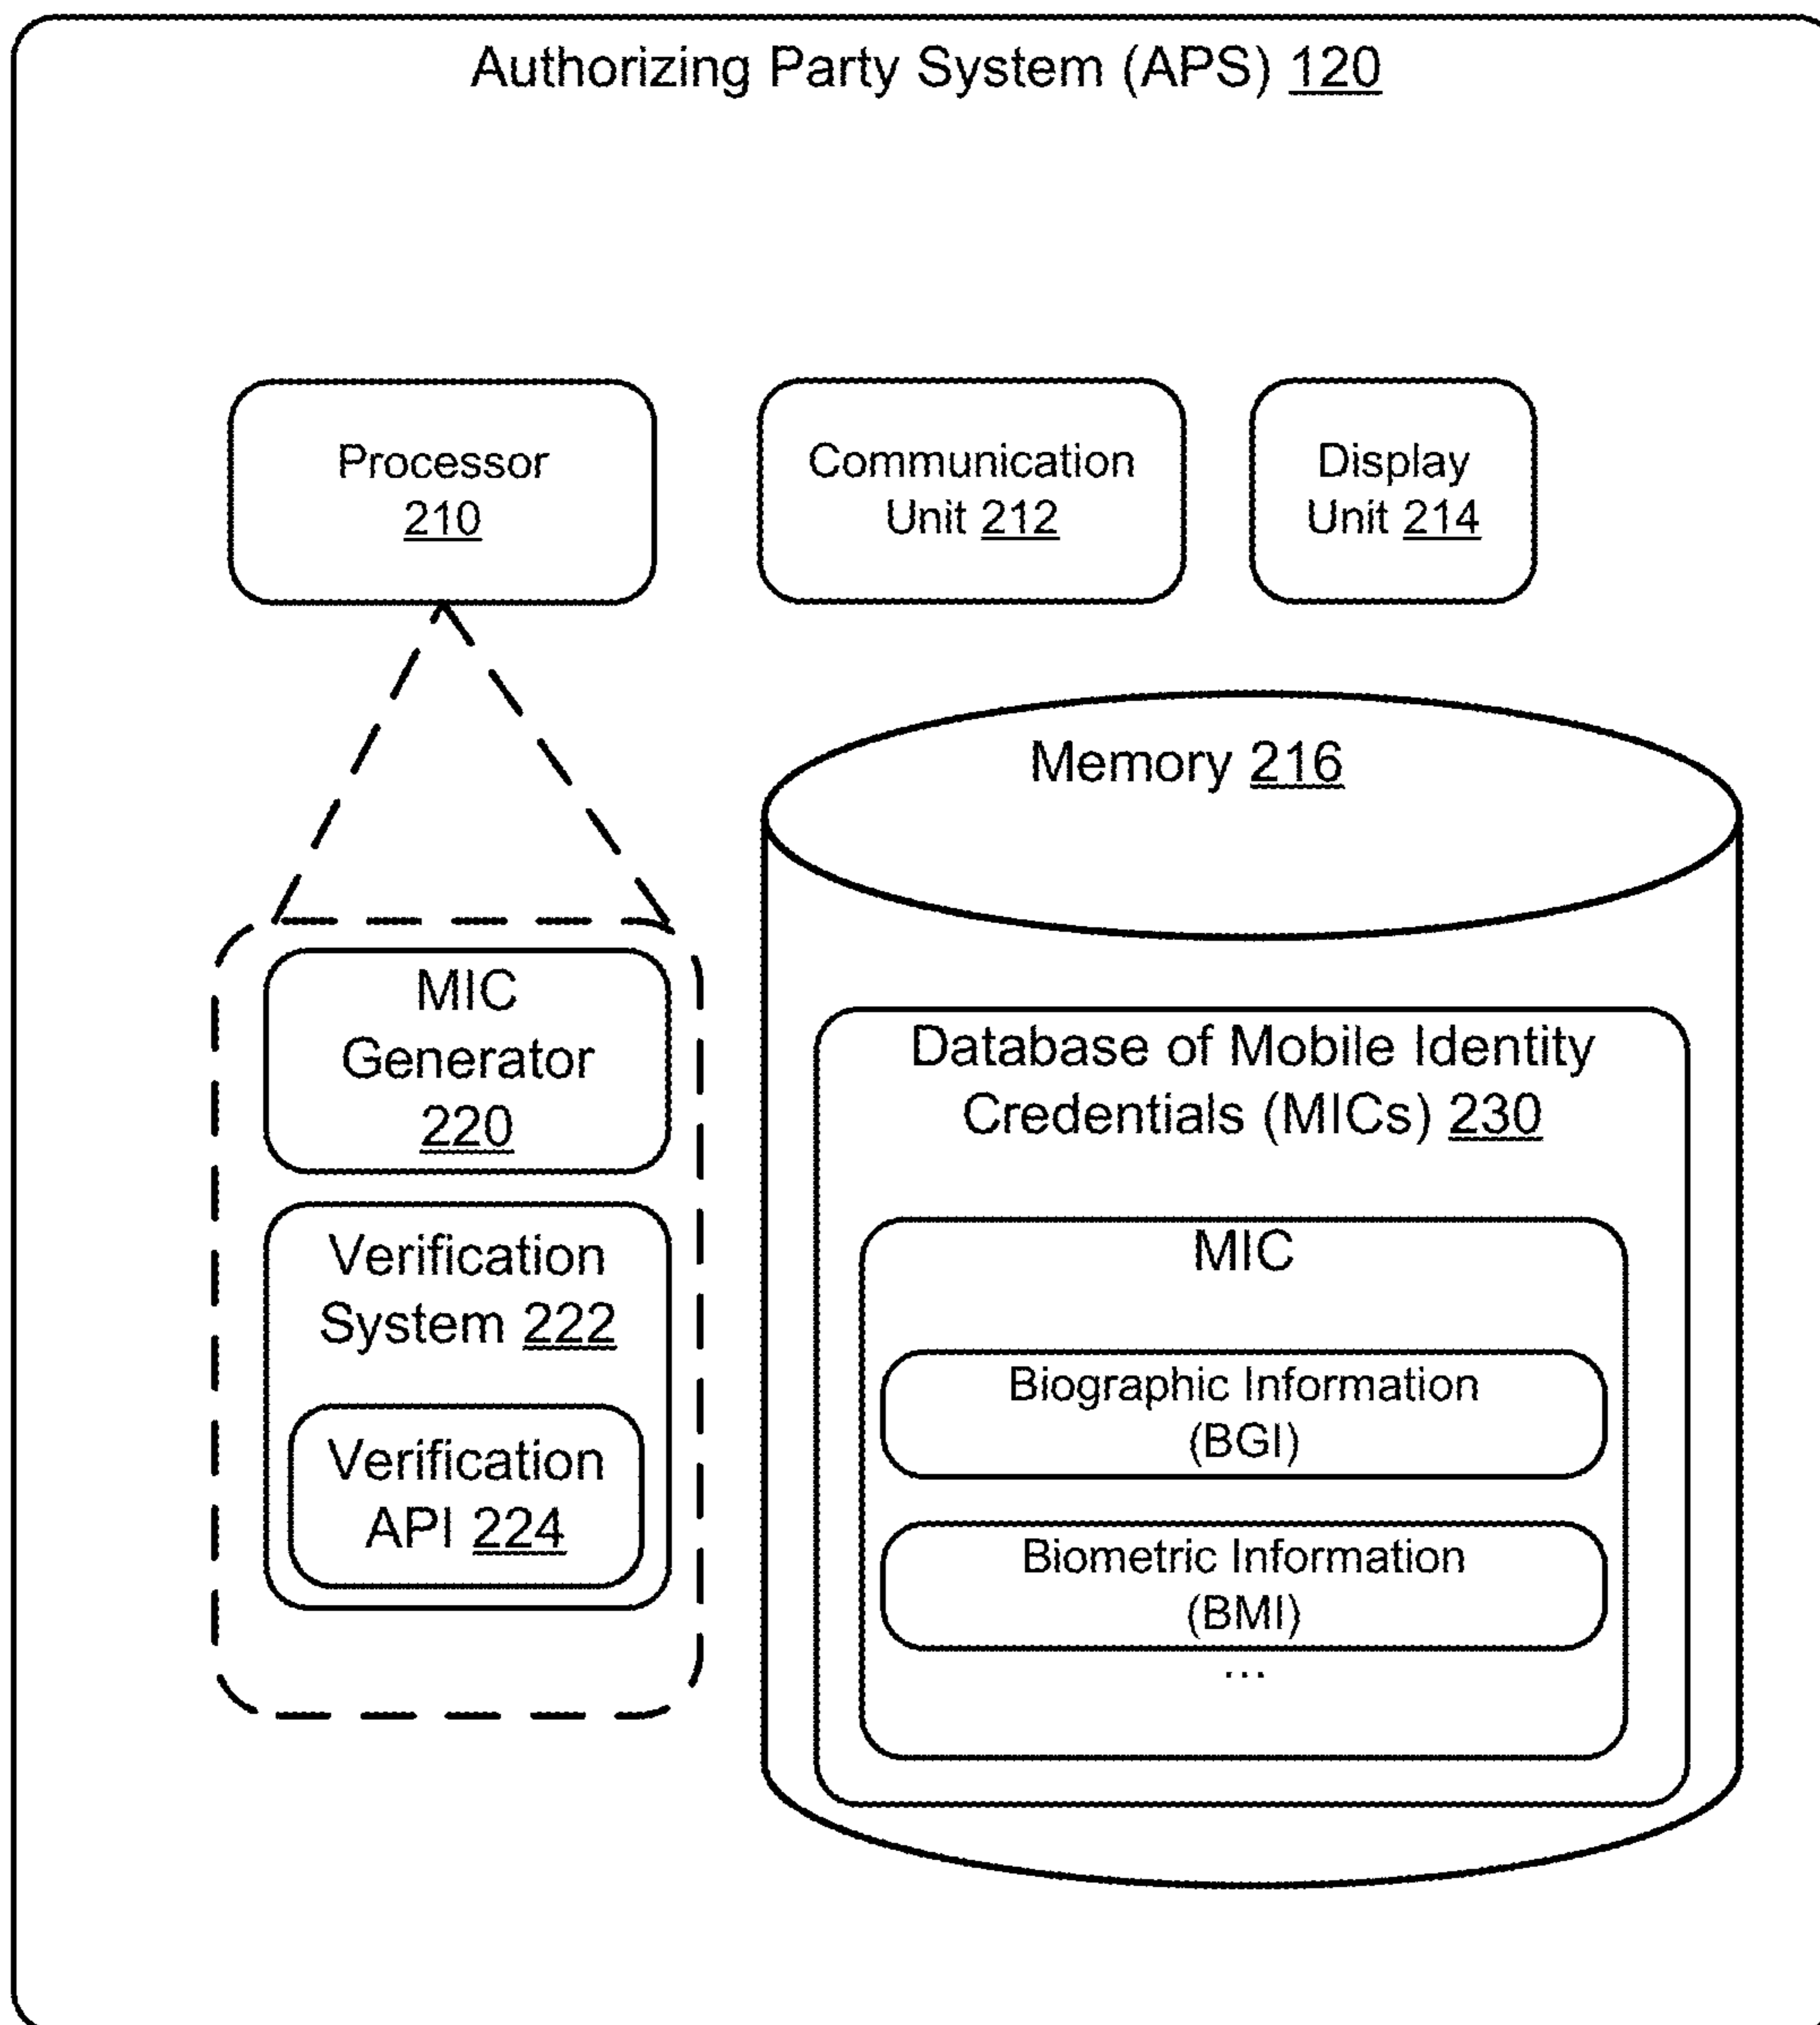 Authorizing Party System (APS) 120
Processor
210
Communication
Unit 212
Display
Unit 214
Memory 216
MIC
Generator
220
Verification
System 222
Verification
API 224
Database of Mobile Identity
Credentials (MICs) 230
MIC
Biographic Information
(BGI)
Biometric Information
(BMI)
...